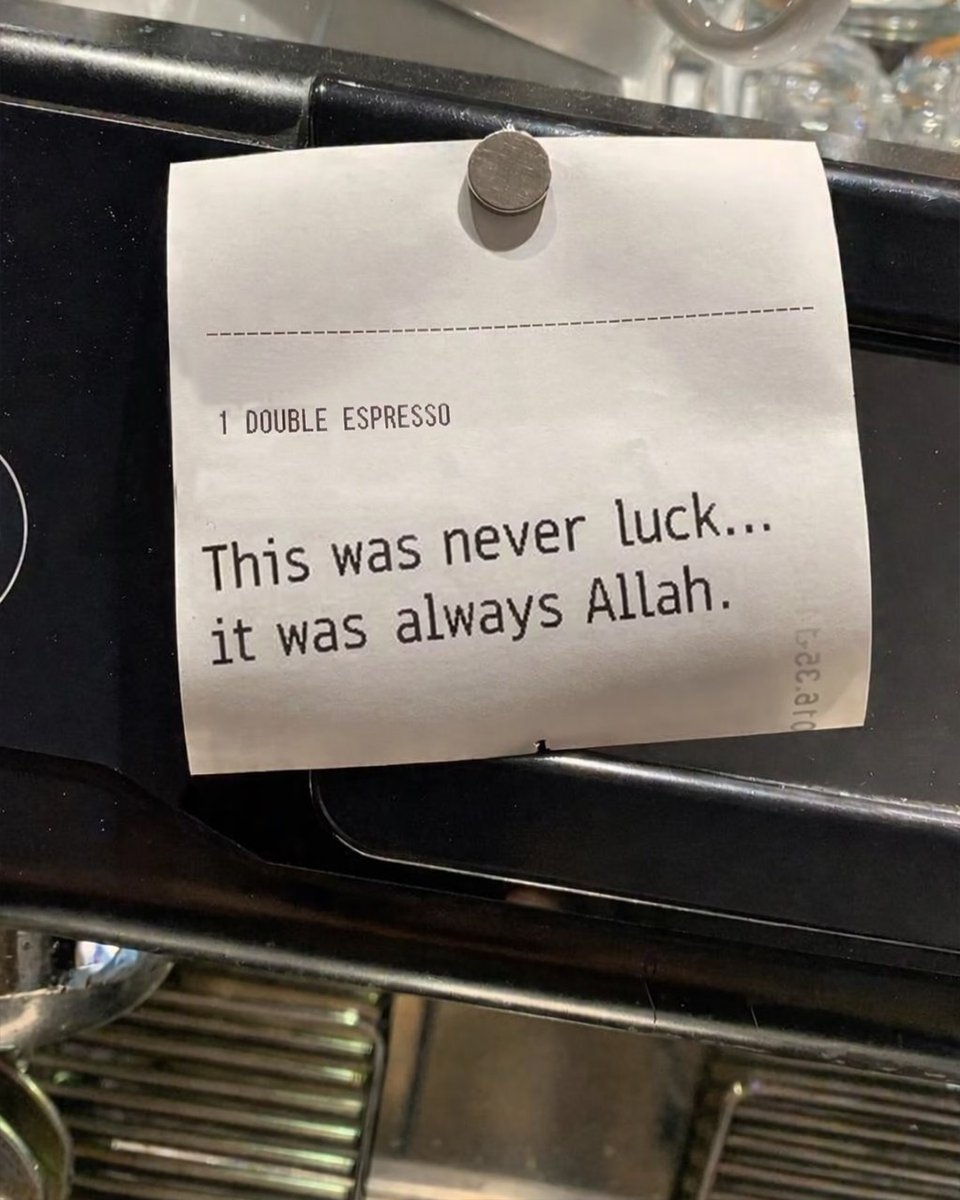 1 DOUBLE ESPRESSO
This was never luck...
it was always Allah.